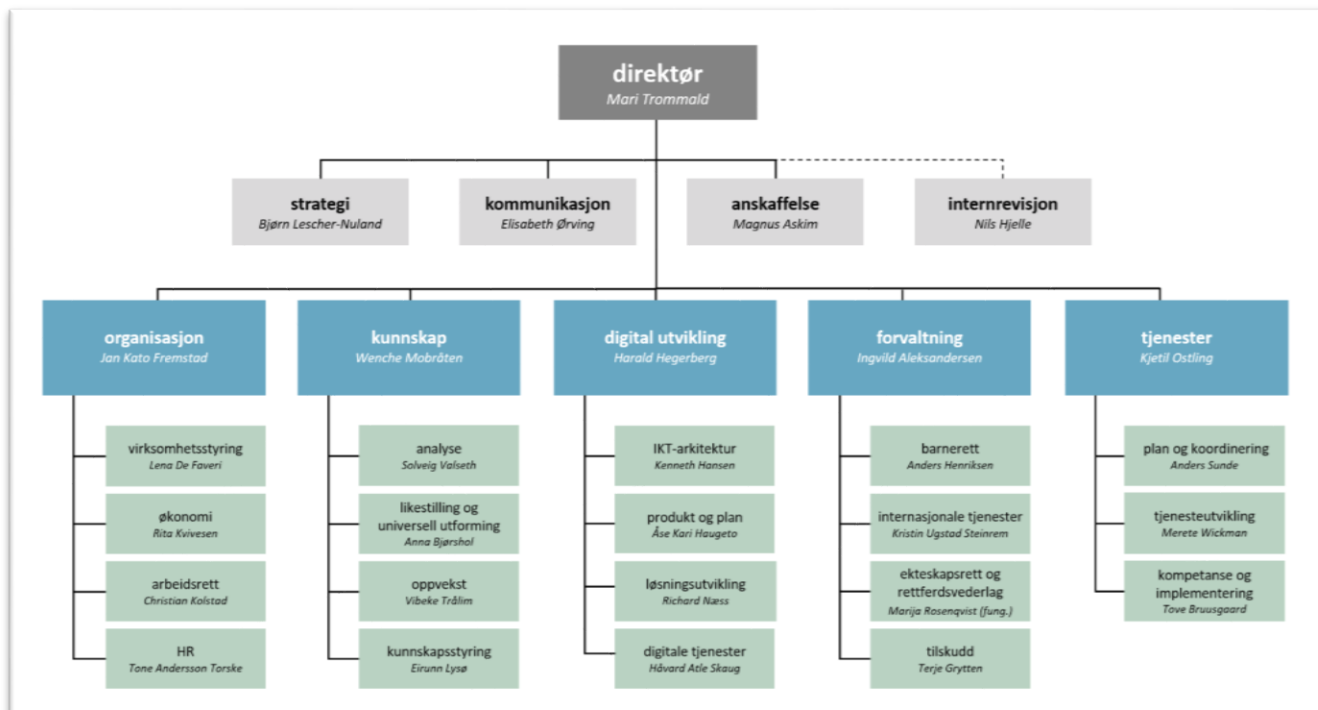 direktør
Mari Trommald
strategi
Bjørn Lescher-Nuland
kommunikasjon
Elisabeth Ørving
anskaffelse
Magnus Askim
internrevisjon
Nils Hjelle
organisasjon
Jan Kato Fremstad
kunnskap
Wenche Mobråten
digital utvikling
Harald Hegerberg
forvaltning
Ingvild Aleksandersen
tjenester
Kjetil Ostling
virksomhetsstyring
Lena De Faveri
økonomi
Rita Kvivesen
arbeidsrett
Christian Kolstad
HR
Tone Andersson Torske
analyse
Solveig Valseth
likestilling og
universell utforming
Anna Bjørshol
oppvekst
Vibeke Trålim
kunnskapsstyring
Eirunn Lysø
IKT-arkitektur
Kenneth Hansen
produkt og plan
Åse Kari Haugeto
løsningsutvikling
Richard Næss
digitale tjenester
Håvard Atle Skaug
barnerett
Anders Henriksen
internasjonale tjenester
Kristin Ugstad Steinrem
ekteskapsrett og
rettferdsvederlag
Marija Rosenqvist (fung.)
tilskudd
Terje Grytten
plan og koordinering
Anders Sunde
tjenesteutvikling
Merete Wickman
kompetanse og
implementering
Tove Bruusgaard